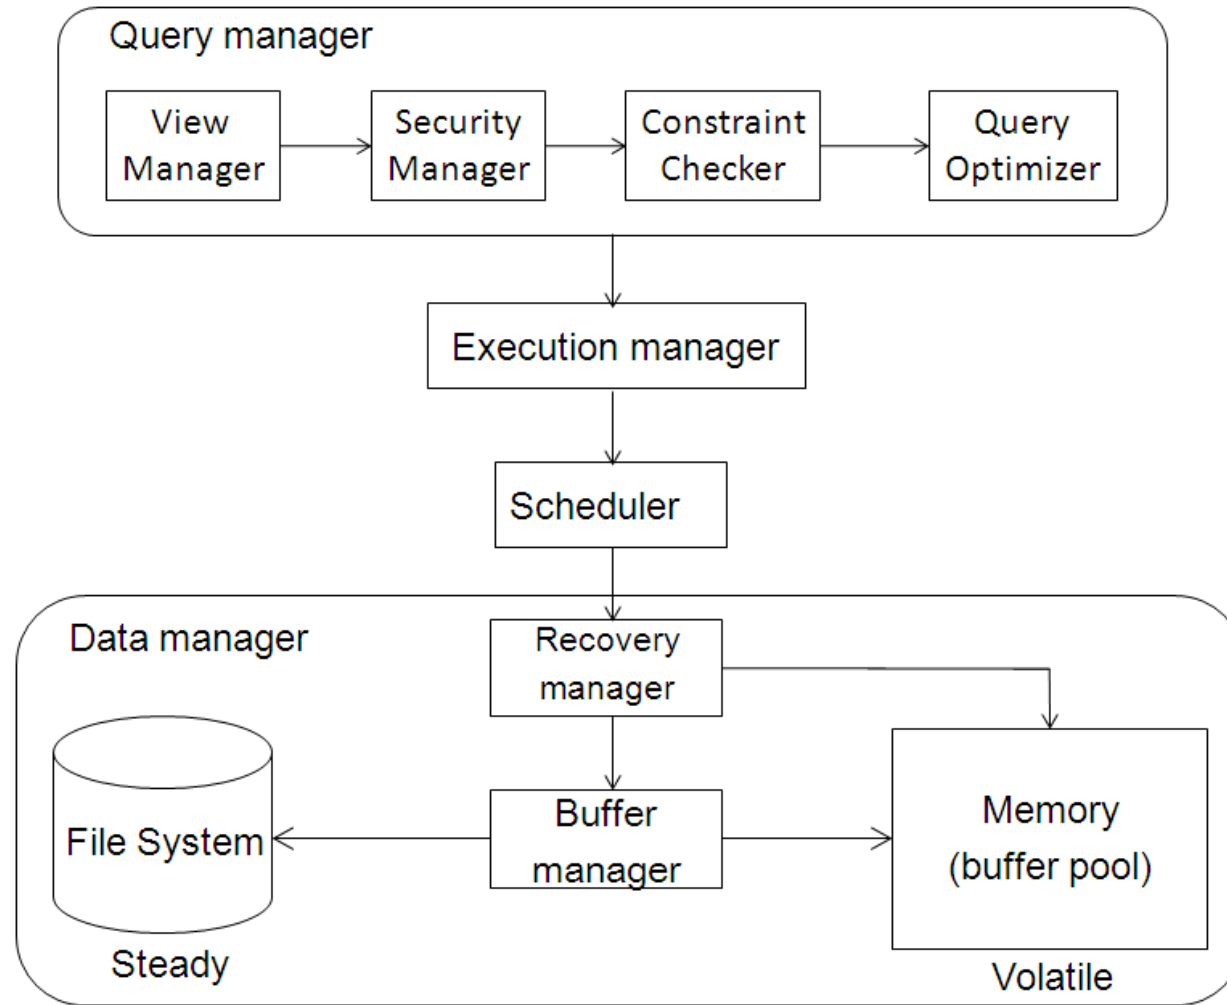 Query manager
View
Manager
Security
Manager
Constraint
Checker
Query
Optimizer
Execution manager
Scheduler
Data manager
Recovery
manager
File System
Buffer
manager
Memory
(buffer pool)
Steady
Volatile